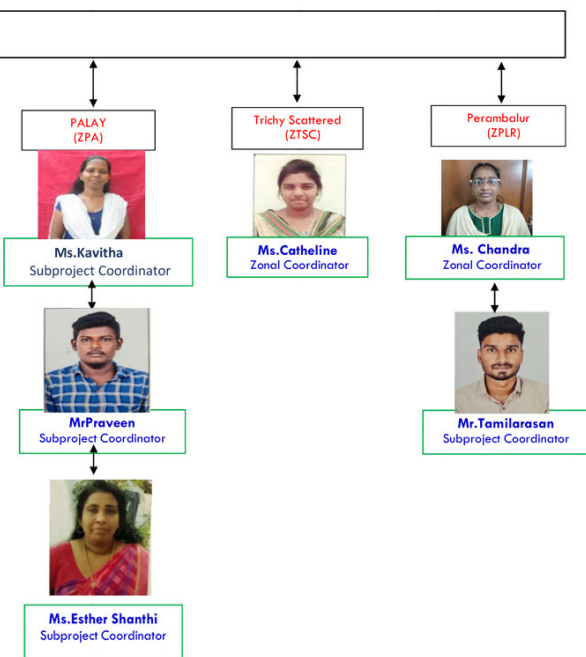 PALAY
(ZPA)
Trichy Scattered
(ZTSC)
Perambalur
(ZPLR)
Ms.Kavitha
Subproject Coordinator
Ms.Catheline
Zonal Coordinator
Ms. Chandra
Zonal Coordinator
MrPraveen
Subproject Coordinator
Mr.Tamilarasan
Subproject Coordinator
Ms.Esther Shanthi
Subproject Coordinator